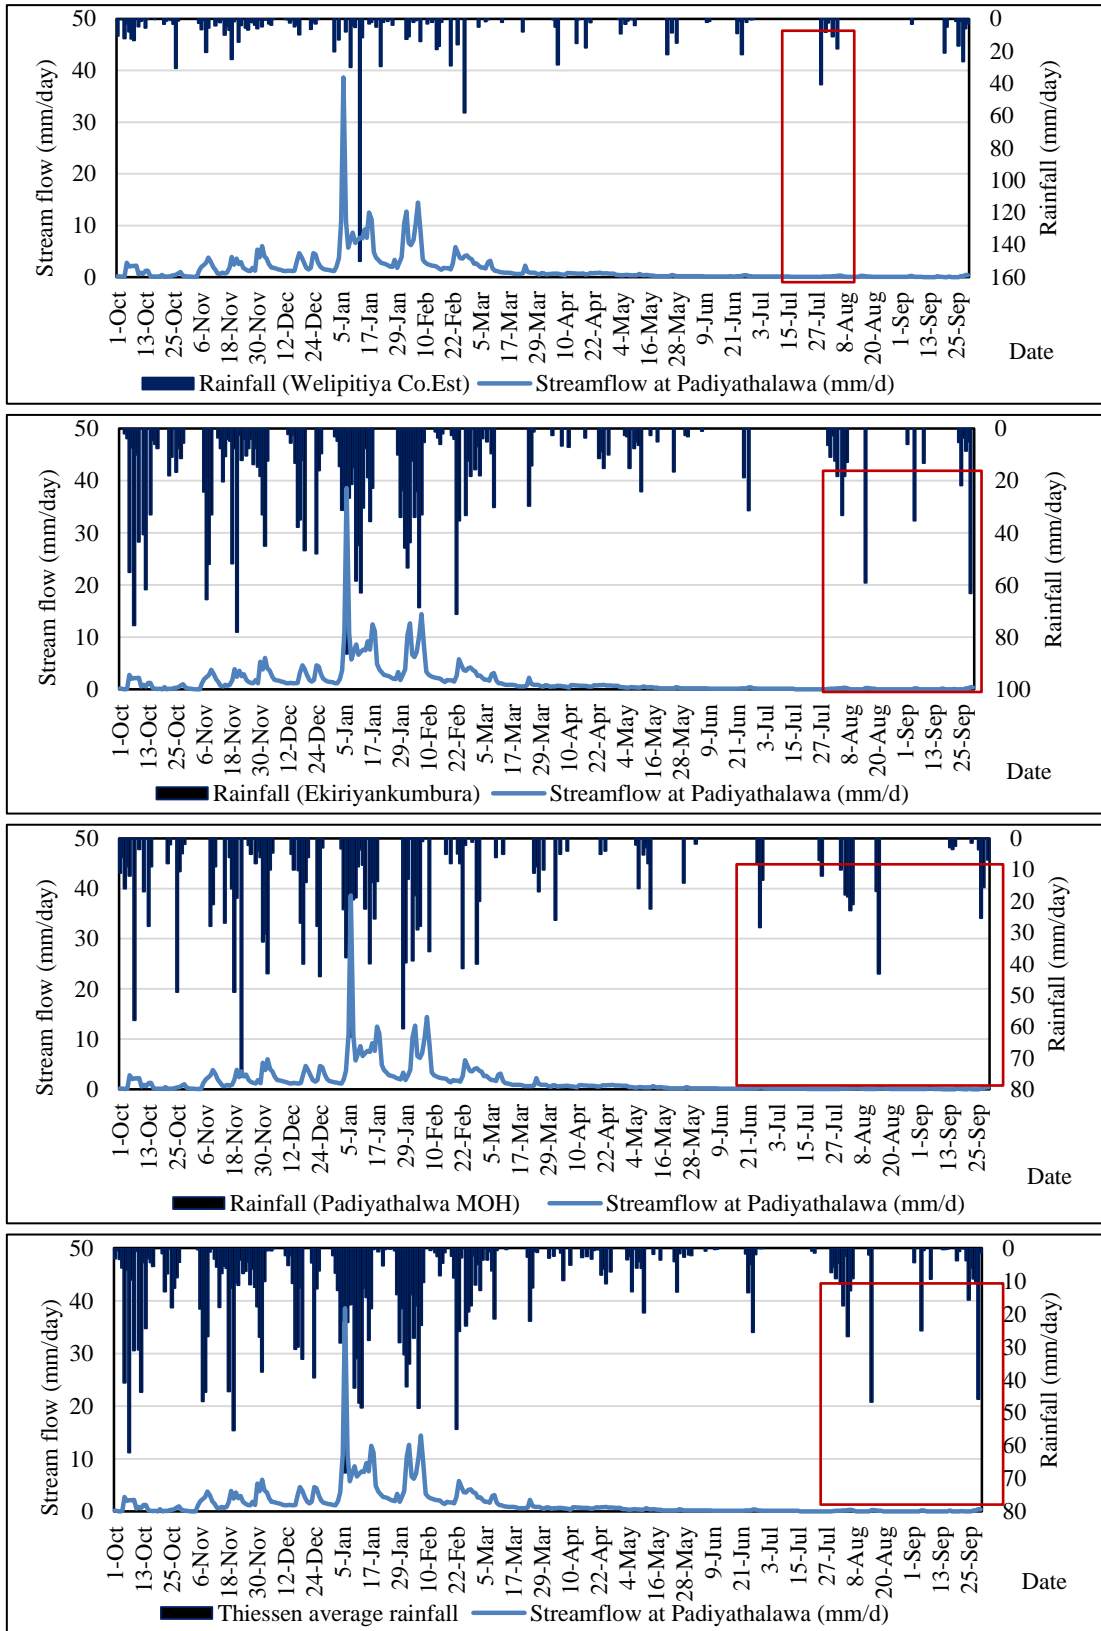 50 40 30 20 10 0
Stream flow (mm/day)
0 20 40 60 80 100 120 140 160
Rainfall (mm/day)
1-Oct 13-Oct 25-Oct 6-Nov 18-Nov 30-Nov 12-Dec 24-Dec 5-Jan 17-Jan 29-Jan 10-Feb 22-Feb 5-Mar 17-Mar 29-Mar 10-Apr 22-Apr 4-May 16-May 28-May 9-Jun 21-Jun 3-Jul 15-Jul 27-Jul 8-Aug 20-Aug 1-Sep 13-Sep 25-Sep
Date
Rainfall (Welipitiya Co.Est) Streamflow at Padiyathalawa (mm/d)
50 40 30 20 10 0
Stream flow (mm/day)
0 20 40 60 80 100
Rainfall (mm/day)
1-Oct 13-Oct 25-Oct 6-Nov 18-Nov 30-Nov 12-Dec 24-Dec 5-Jan 17-Jan 29-Jan 10-Feb 22-Feb 5-Mar 17-Mar 29-Mar 10-Apr 22-Apr 4-May 16-May 28-May 9-Jun 21-Jun 3-Jul 15-Jul 27-Jul 8-Aug 20-Aug 1-Sep 13-Sep 25-Sep
Date
Rainfall (Ekiriyankumbura) Streamflow at Padiyathalawa (mm/d)
50 40 30 20 10 0
Stream flow (mm/day)
0 10 20 30 40 50 60 70 80
Rainfall (mm/day)
1-Oct 13-Oct 25-Oct 6-Nov 18-Nov 30-Nov 12-Dec 24-Dec 5-Jan 17-Jan 29-Jan 10-Feb 22-Feb 5-Mar 17-Mar 29-Mar 10-Apr 22-Apr 4-May 16-May 28-May 9-Jun 21-Jun 3-Jul 15-Jul 27-Jul 8-Aug 20-Aug 1-Sep 13-Sep 25-Sep
Date
Rainfall (Padiyathalwa MOH) Streamflow at Padiyathalawa (mm/d)
50 40 30 20 10 0
Stream flow (mm/day)
0 10 20 30 40 50 60 70 80
Rainfall (mm/day)
1-Oct 13-Oct 25-Oct 6-Nov 18-Nov 30-Nov 12-Dec 24-Dec 5-Jan 17-Jan 29-Jan 10-Feb 22-Feb 5-Mar 17-Mar 29-Mar 10-Apr 22-Apr 4-May 16-May 28-May 9-Jun 21-Jun 3-Jul 15-Jul 27-Jul 8-Aug 20-Aug 1-Sep 13-Sep 25-Sep
Date
Thiessen average rainfall Streamflow at Padiyathalawa (mm/d)